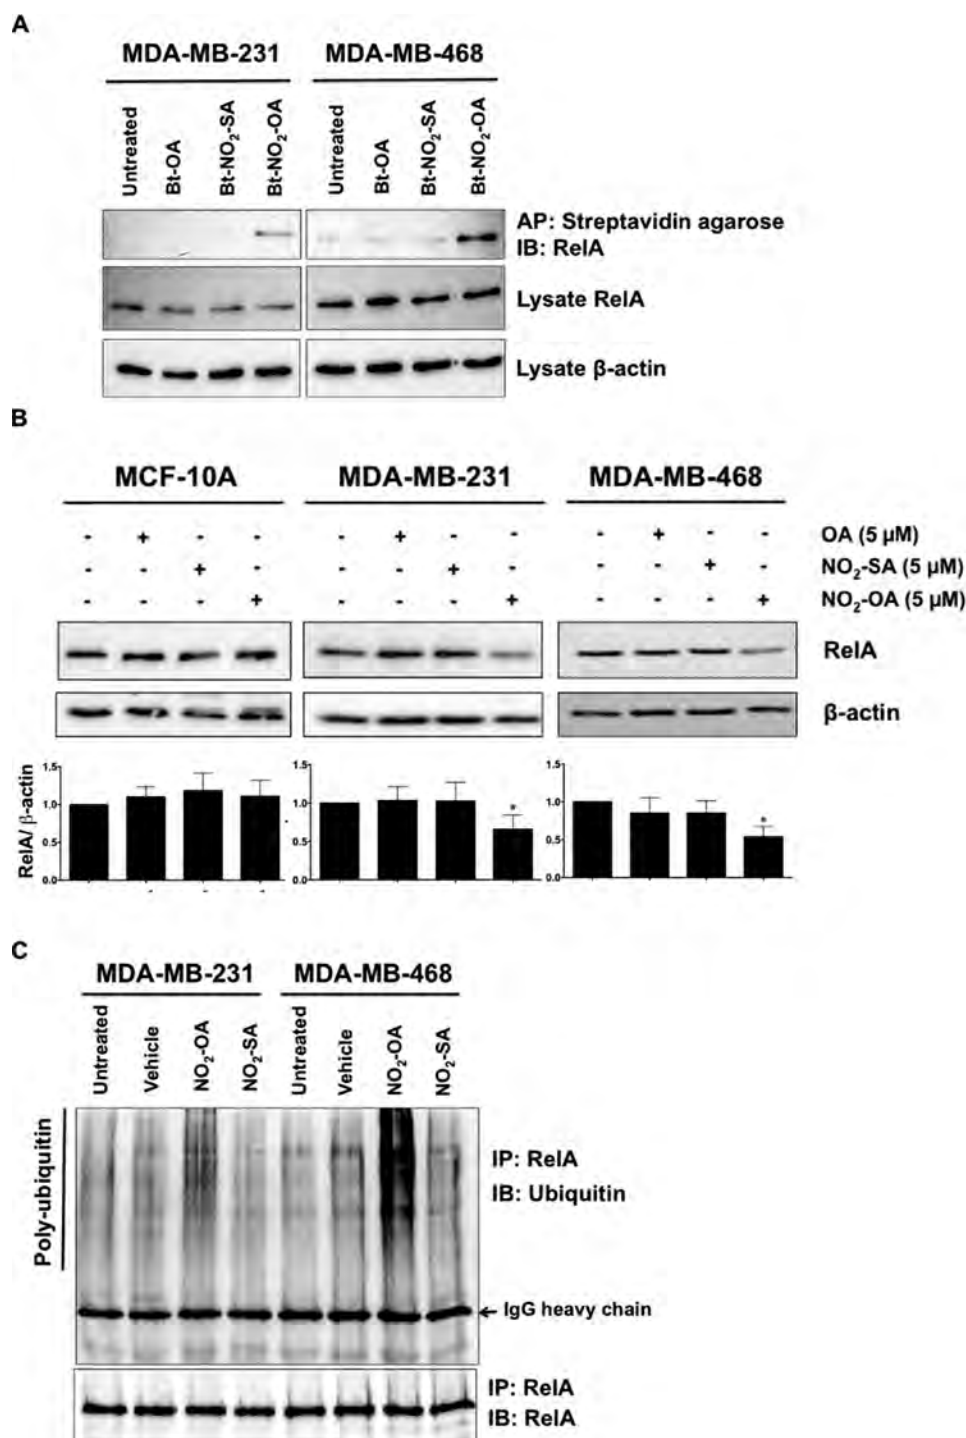 A
MDA-MB-231 MDA-MB-468
Untreated Bt-OA Bt-NO₂-SA Bt-NO₂-OA Untreated Bt-OA Bt-NO₂-SA Bt-NO₂-OA
AP: Streptavidin agarose
IB: RelA
Lysate RelA
Lysate β-actin
B
MCF-10A MDA-MB-231 MDA-MB-468
- + - - - + - - - + - - OA (5 µM)
- - + - - - + - - - + - NO₂-SA (5 µM)
- - - + - - - + - - - + NO₂-OA (5 µM)
RelA
β-actin
RelA/ β-actin
1.5 1.5 1.5
1.0 1.0 1.0
* *
0.5 0.5 0.5
0.0 0.0 0.0
C
MDA-MB-231 MDA-MB-468
Untreated Vehicle NO₂-OA NO₂-SA Untreated Vehicle NO₂-OA NO₂-SA
Poly-ubiquitin
IP: RelA
IB: Ubiquitin
← IgG heavy chain
IP: RelA
IB: RelA